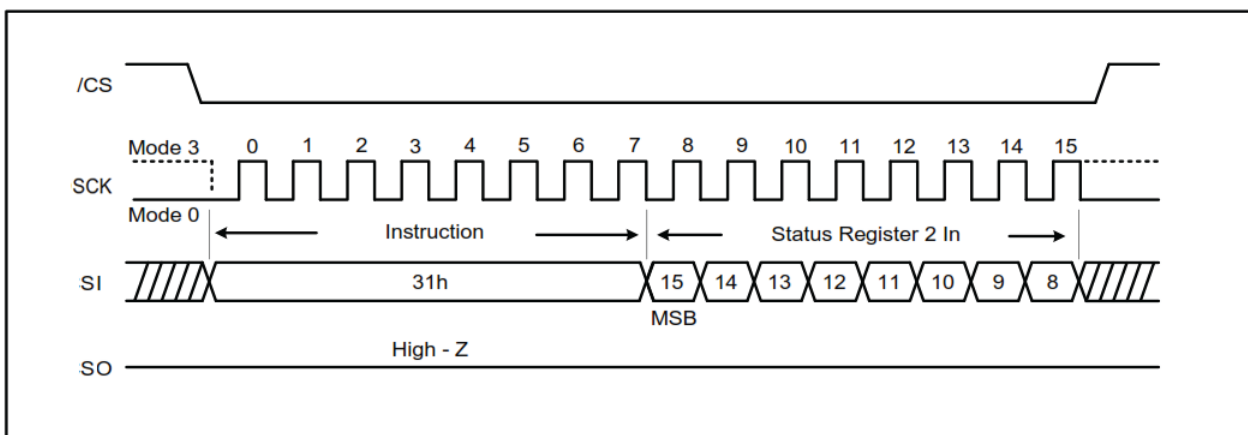 /CS
Mode 3 0 1 2 3 4 5 6 7 8 9 10 11 12 13 14 15
SCK
Mode 0
Instruction Status Register 2 In
SI 31h 15 14 13 12 11 10 9 8
MSB
High - Z
SO